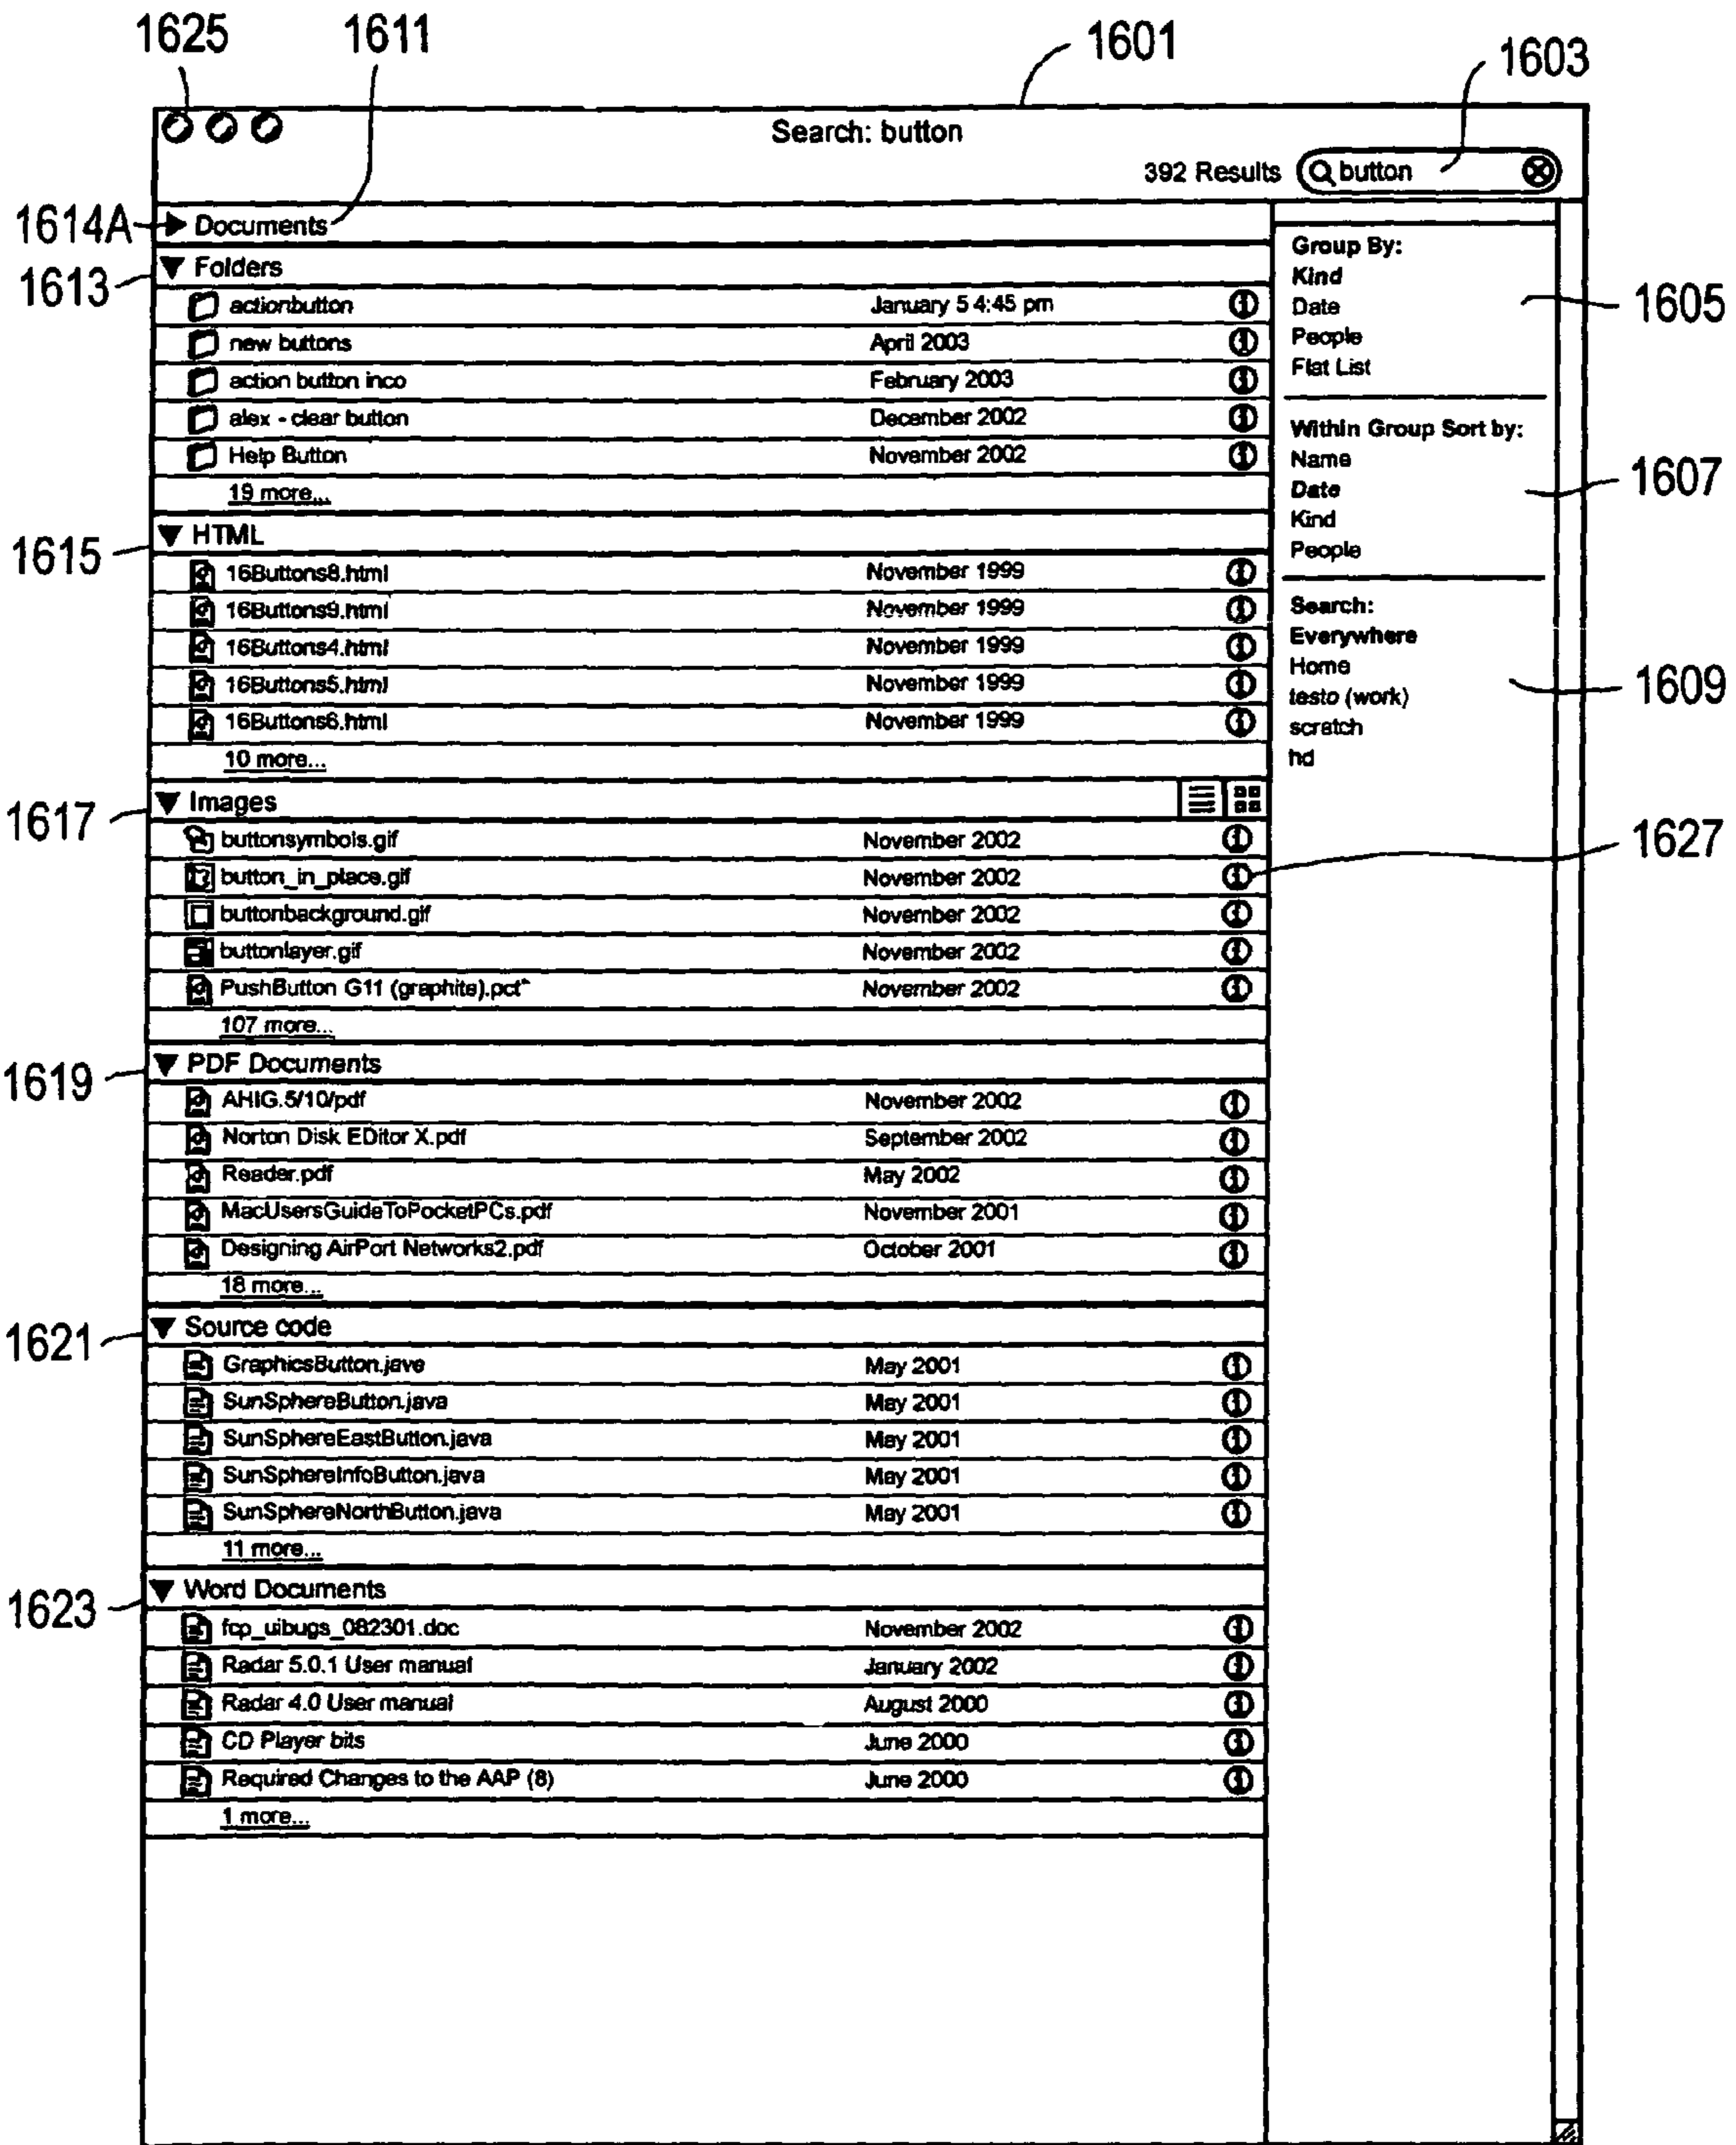 1625 1611 1601 1603
Search: button
392 Results button
1614A Documents
1613 Folders
actionbutton January 5 4:45 pm
new buttons April 2003
action button inco February 2003
alex - clear button December 2002
Help Button November 2002
19 more...
1615 HTML
16Buttons8.html November 1999
16Buttons9.html November 1999
16Buttons4.html November 1999
16Buttons5.html November 1999
16Buttons6.html November 1999
10 more...
1617 Images
buttonsymbols.gif November 2002
button_in_place.gif November 2002
buttonbackground.gif November 2002
buttonlayer.gif November 2002
PushButton G11 (graphite).pct* November 2002
107 more...
1619 PDF Documents
AHIG.5/10/pdf November 2002
Norton Disk EDitor X.pdf September 2002
Reader.pdf May 2002
MacUsersGuideToPocketPCs.pdf November 2001
Designing AirPort Networks2.pdf October 2001
18 more...
1621 Source code
GraphicsButton.jave May 2001
SunSphereButton.java May 2001
SunSphereEastButton.java May 2001
SunSphereInfoButton.java May 2001
SunSphereNorthButton.java May 2001
11 more...
1623 Word Documents
fcp_uibugs_082301.doc November 2002
Radar 5.0.1 User manual January 2002
Radar 4.0 User manual August 2000
CD Player bits June 2000
Required Changes to the AAP (8) June 2000
1 more...
Group By:
Kind
Date 1605
People
Flat List
Within Group Sort by:
Name
Date 1607
Kind
People
Search:
Everywhere
Home
testo (work) 1609
scratch
hd
1627